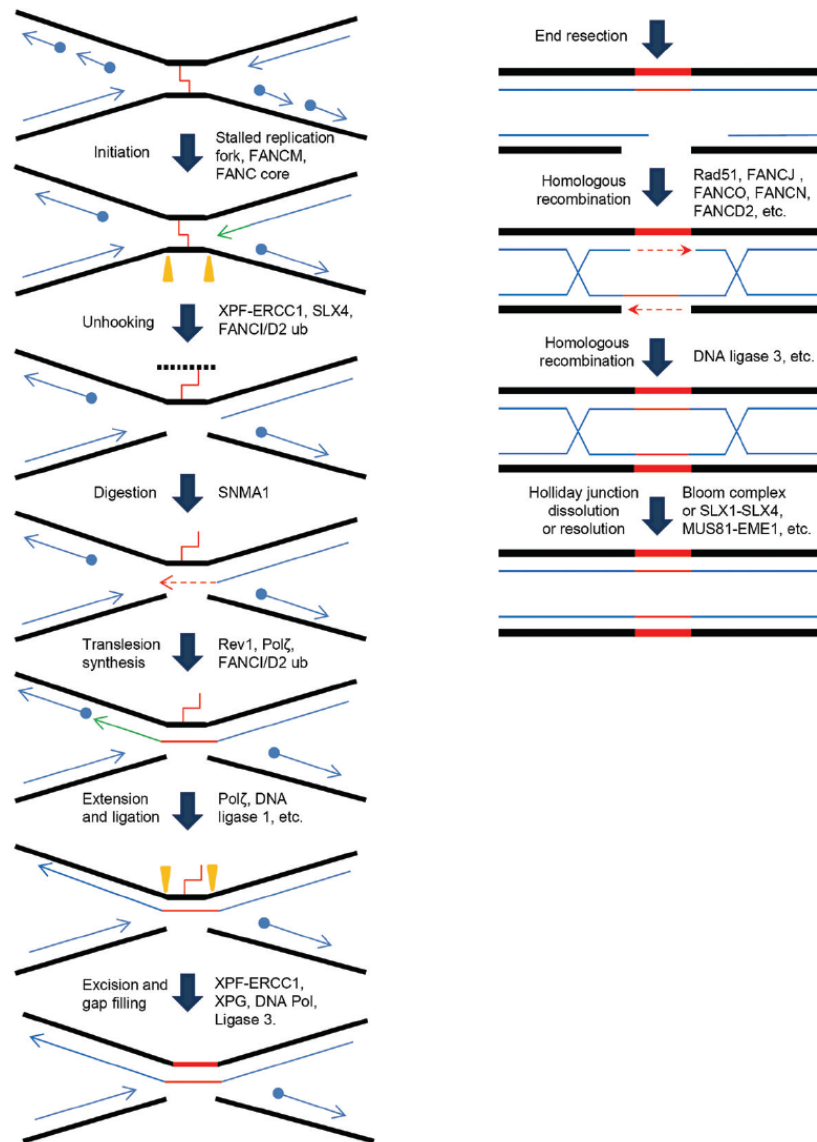 Initiation
Stalled replication
fork, FANCM,
FANC core
Unhooking
XPF-ERCC1, SLX4,
FANCI/D2 ub
Digestion
SNMA1
Translesion
synthesis
Rev1, Polζ,
FANCI/D2 ub
Extension
and ligation
Polζ, DNA
ligase 1, etc.
Excision and
gap filling
XPF-ERCC1,
XPG, DNA Pol,
Ligase 3.
End resection
Homologous
recombination
Rad51, FANCJ ,
FANCO, FANCN,
FANCD2, etc.
Homologous
recombination
DNA ligase 3, etc.
Holliday junction
dissolution
or resolution
Bloom complex
or SLX1-SLX4,
MUS81-EME1, etc.